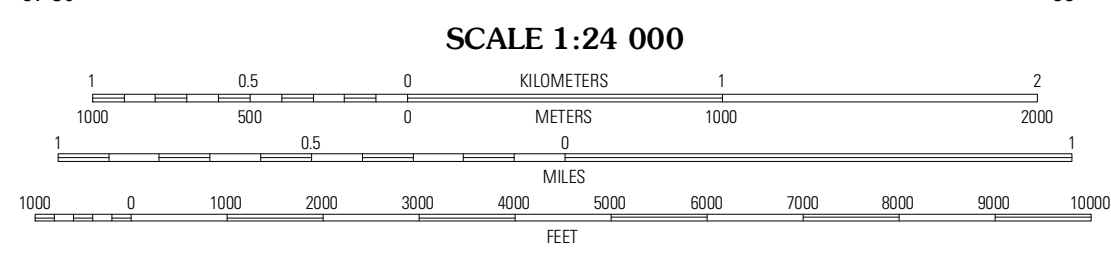 SCALE 1:24 000
1 0.5 0 KILOMETERS 1 2
1000 500 0 METERS 1000 2000
1 0.5 0 1
MILES
1000 0 1000 2000 3000 4000 5000 6000 7000 8000 9000 10000
FEET